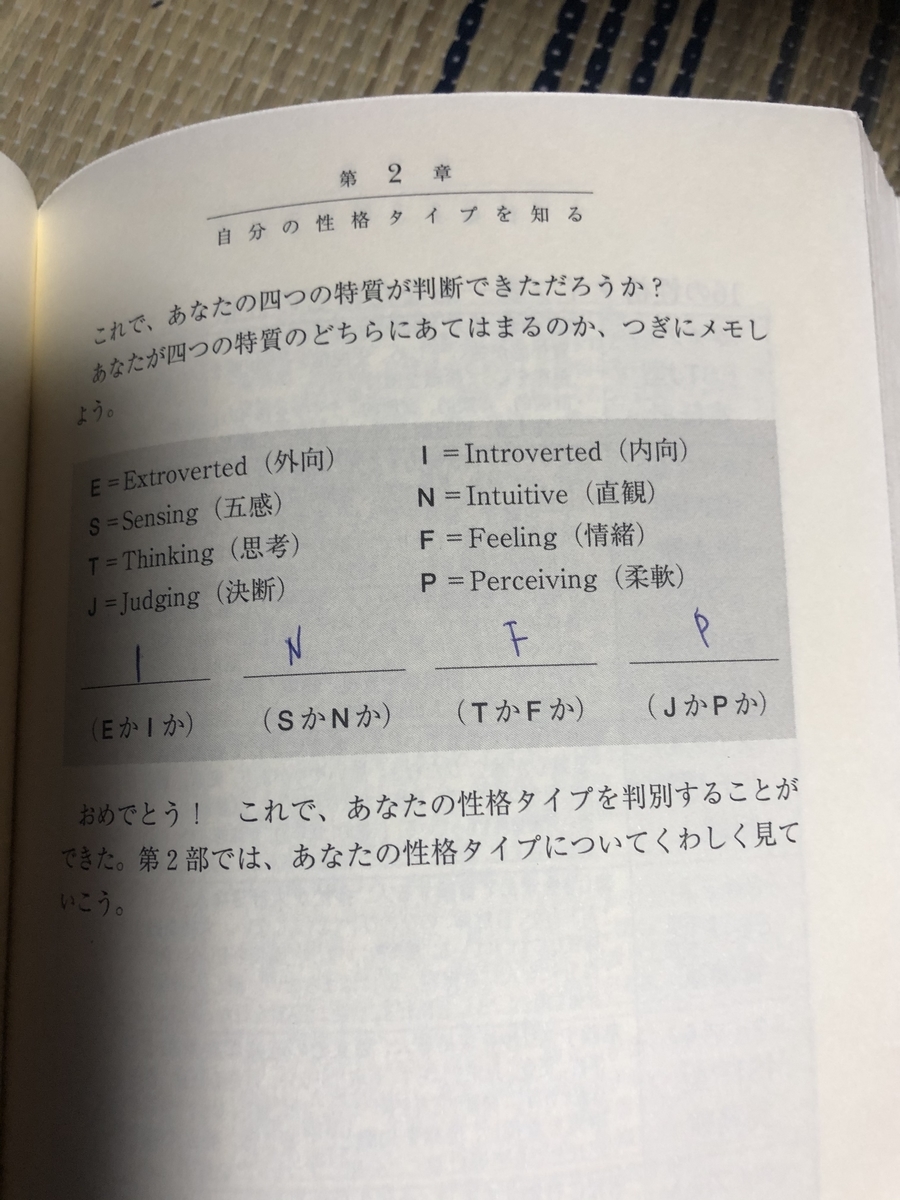 第 2 章
自分の性格タイプを知る
これで、あなたの四つの特質が判断できただろうか?
あなたが四つの特質のどちらにあてはまるのか、つぎにメモし
よう。
E=Extroverted(外向) I=Introverted(内向)
S=Sensing(五感) N=Intuitive(直観)
T=Thinking(思考) F=Feeling(情緒)
J=Judging(決断) P=Perceiving(柔軟)
I N F P
(EかIか) (SかNか) (TかFか) (JかPか)
おめでとう! これで、あなたの性格タイプを判別することが
できた。第2部では、あなたの性格タイプについてくわしく見て
いこう。